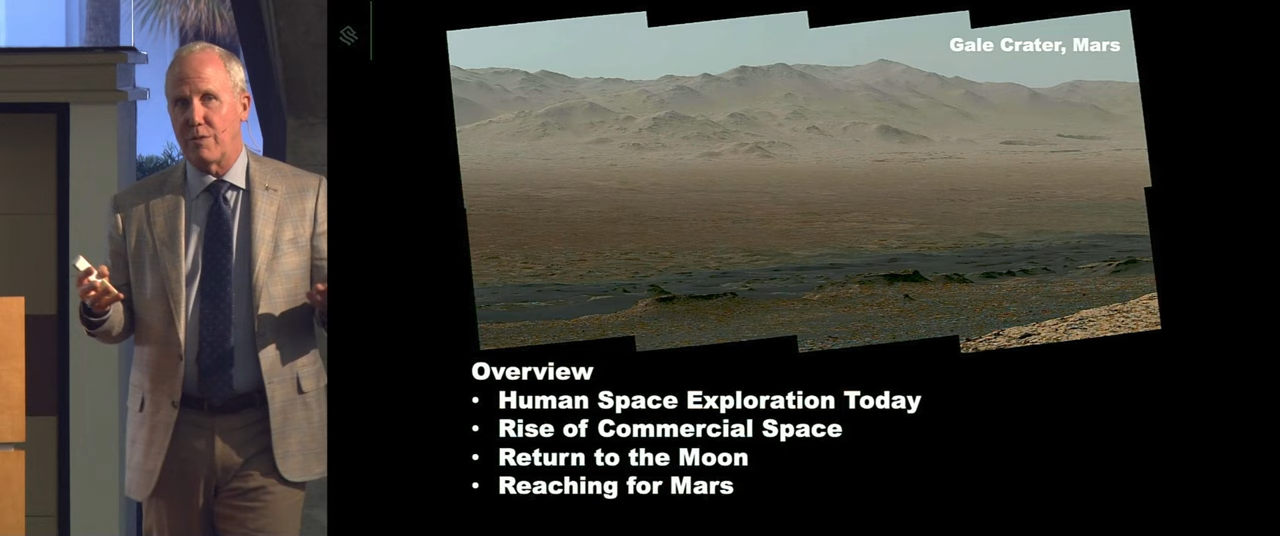 Gale Crater, Mars
Overview
• Human Space Exploration Today
• Rise of Commercial Space
• Return to the Moon
• Reaching for Mars